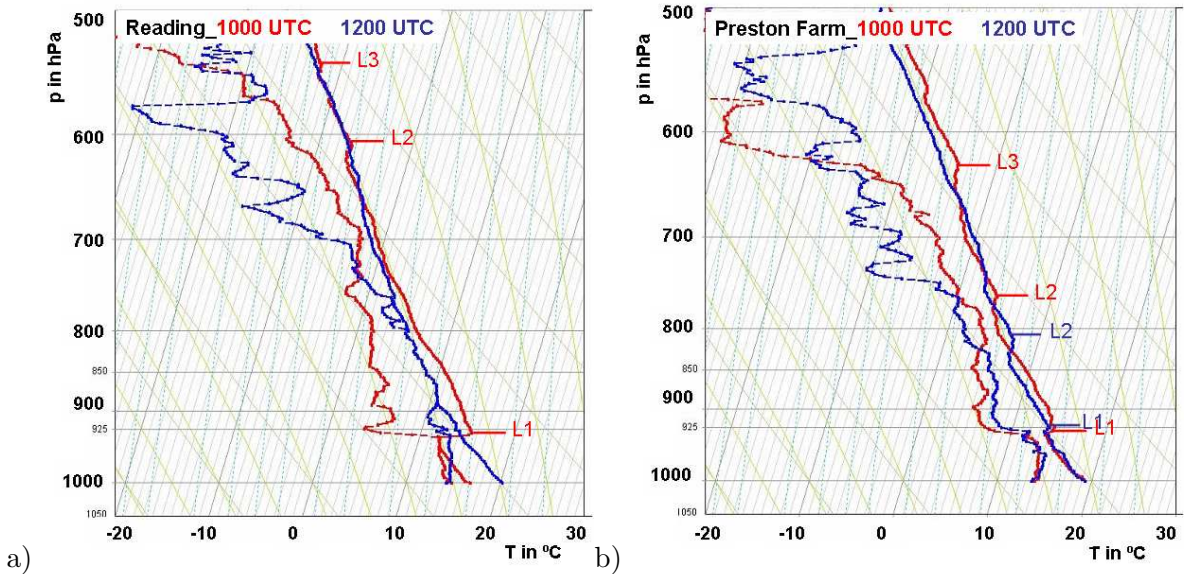 Reading_1000 UTC 1200 UTC
p in hPa
500
600
700
800
850
900
925
1000
1050
L3
L2
L1
-20 -10 0 10 20 30
T in ºC
a)
Preston Farm_1000 UTC 1200 UTC
p in hPa
500
600
700
800
850
900
925
1000
1050
L3
L2
L2
L1
L1
-20 -10 0 10 20 30
T in ºC
b)